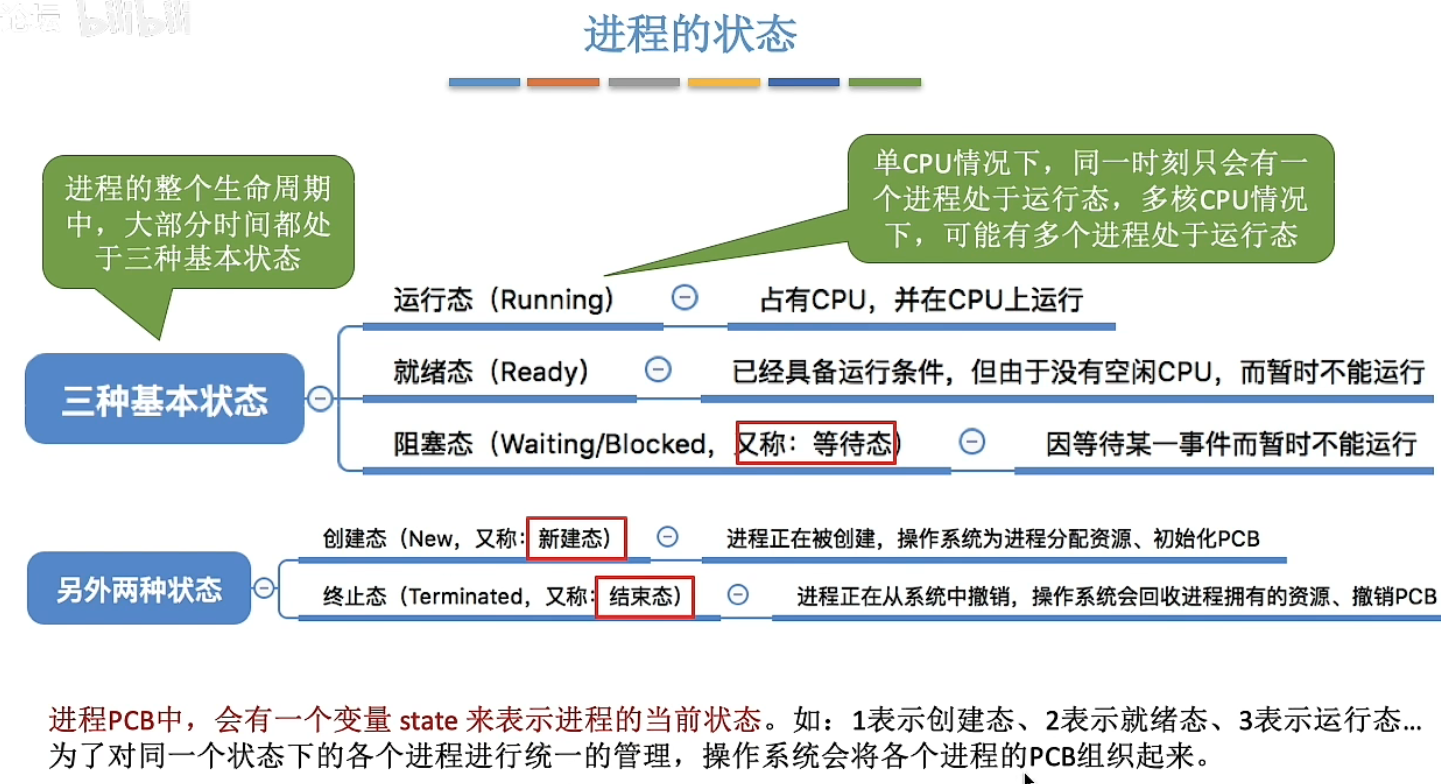 论坛 bilibili
进程的状态
进程的整个生命周期
中，大部分时间都处
于三种基本状态
单CPU情况下，同一时刻只会有一
个进程处于运行态，多核CPU情况
下，可能有多个进程处于运行态
三种基本状态
运行态（Running）
占有CPU，并在CPU上运行
就绪态（Ready）
已经具备运行条件，但由于没有空闲CPU，而暂时不能运行
阻塞态（Waiting/Blocked，又称：等待态）
因等待某一事件而暂时不能运行
另外两种状态
创建态（New，又称：新建态）
进程正在被创建，操作系统为进程分配资源、初始化PCB
终止态（Terminated，又称：结束态）
进程正在从系统中撤销，操作系统会回收进程拥有的资源、撤销PCB
进程PCB中，会有一个变量 state 来表示进程的当前状态。如：1表示创建态、2表示就绪态、3表示运行态…
为了对同一个状态下的各个进程进行统一的管理，操作系统会将各个进程的PCB组织起来。